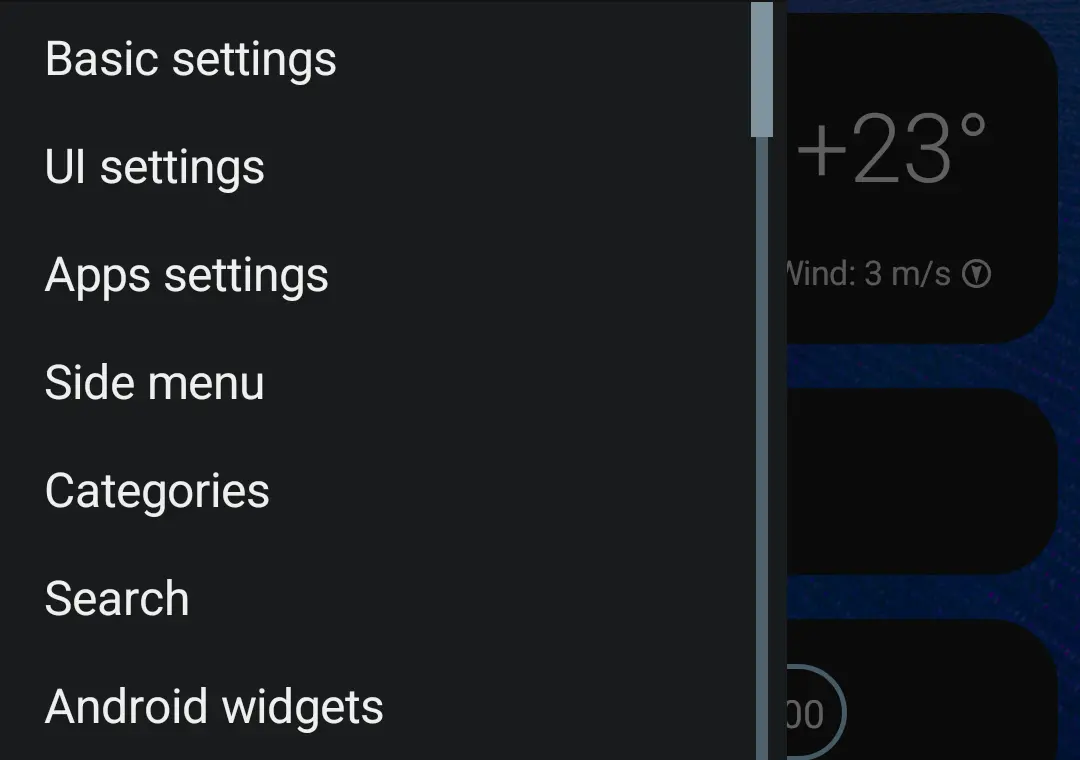 Basic settings
UI settings
Apps settings
Side menu
Categories
Search
Android widgets
+23°
Wind: 3 m/s
00